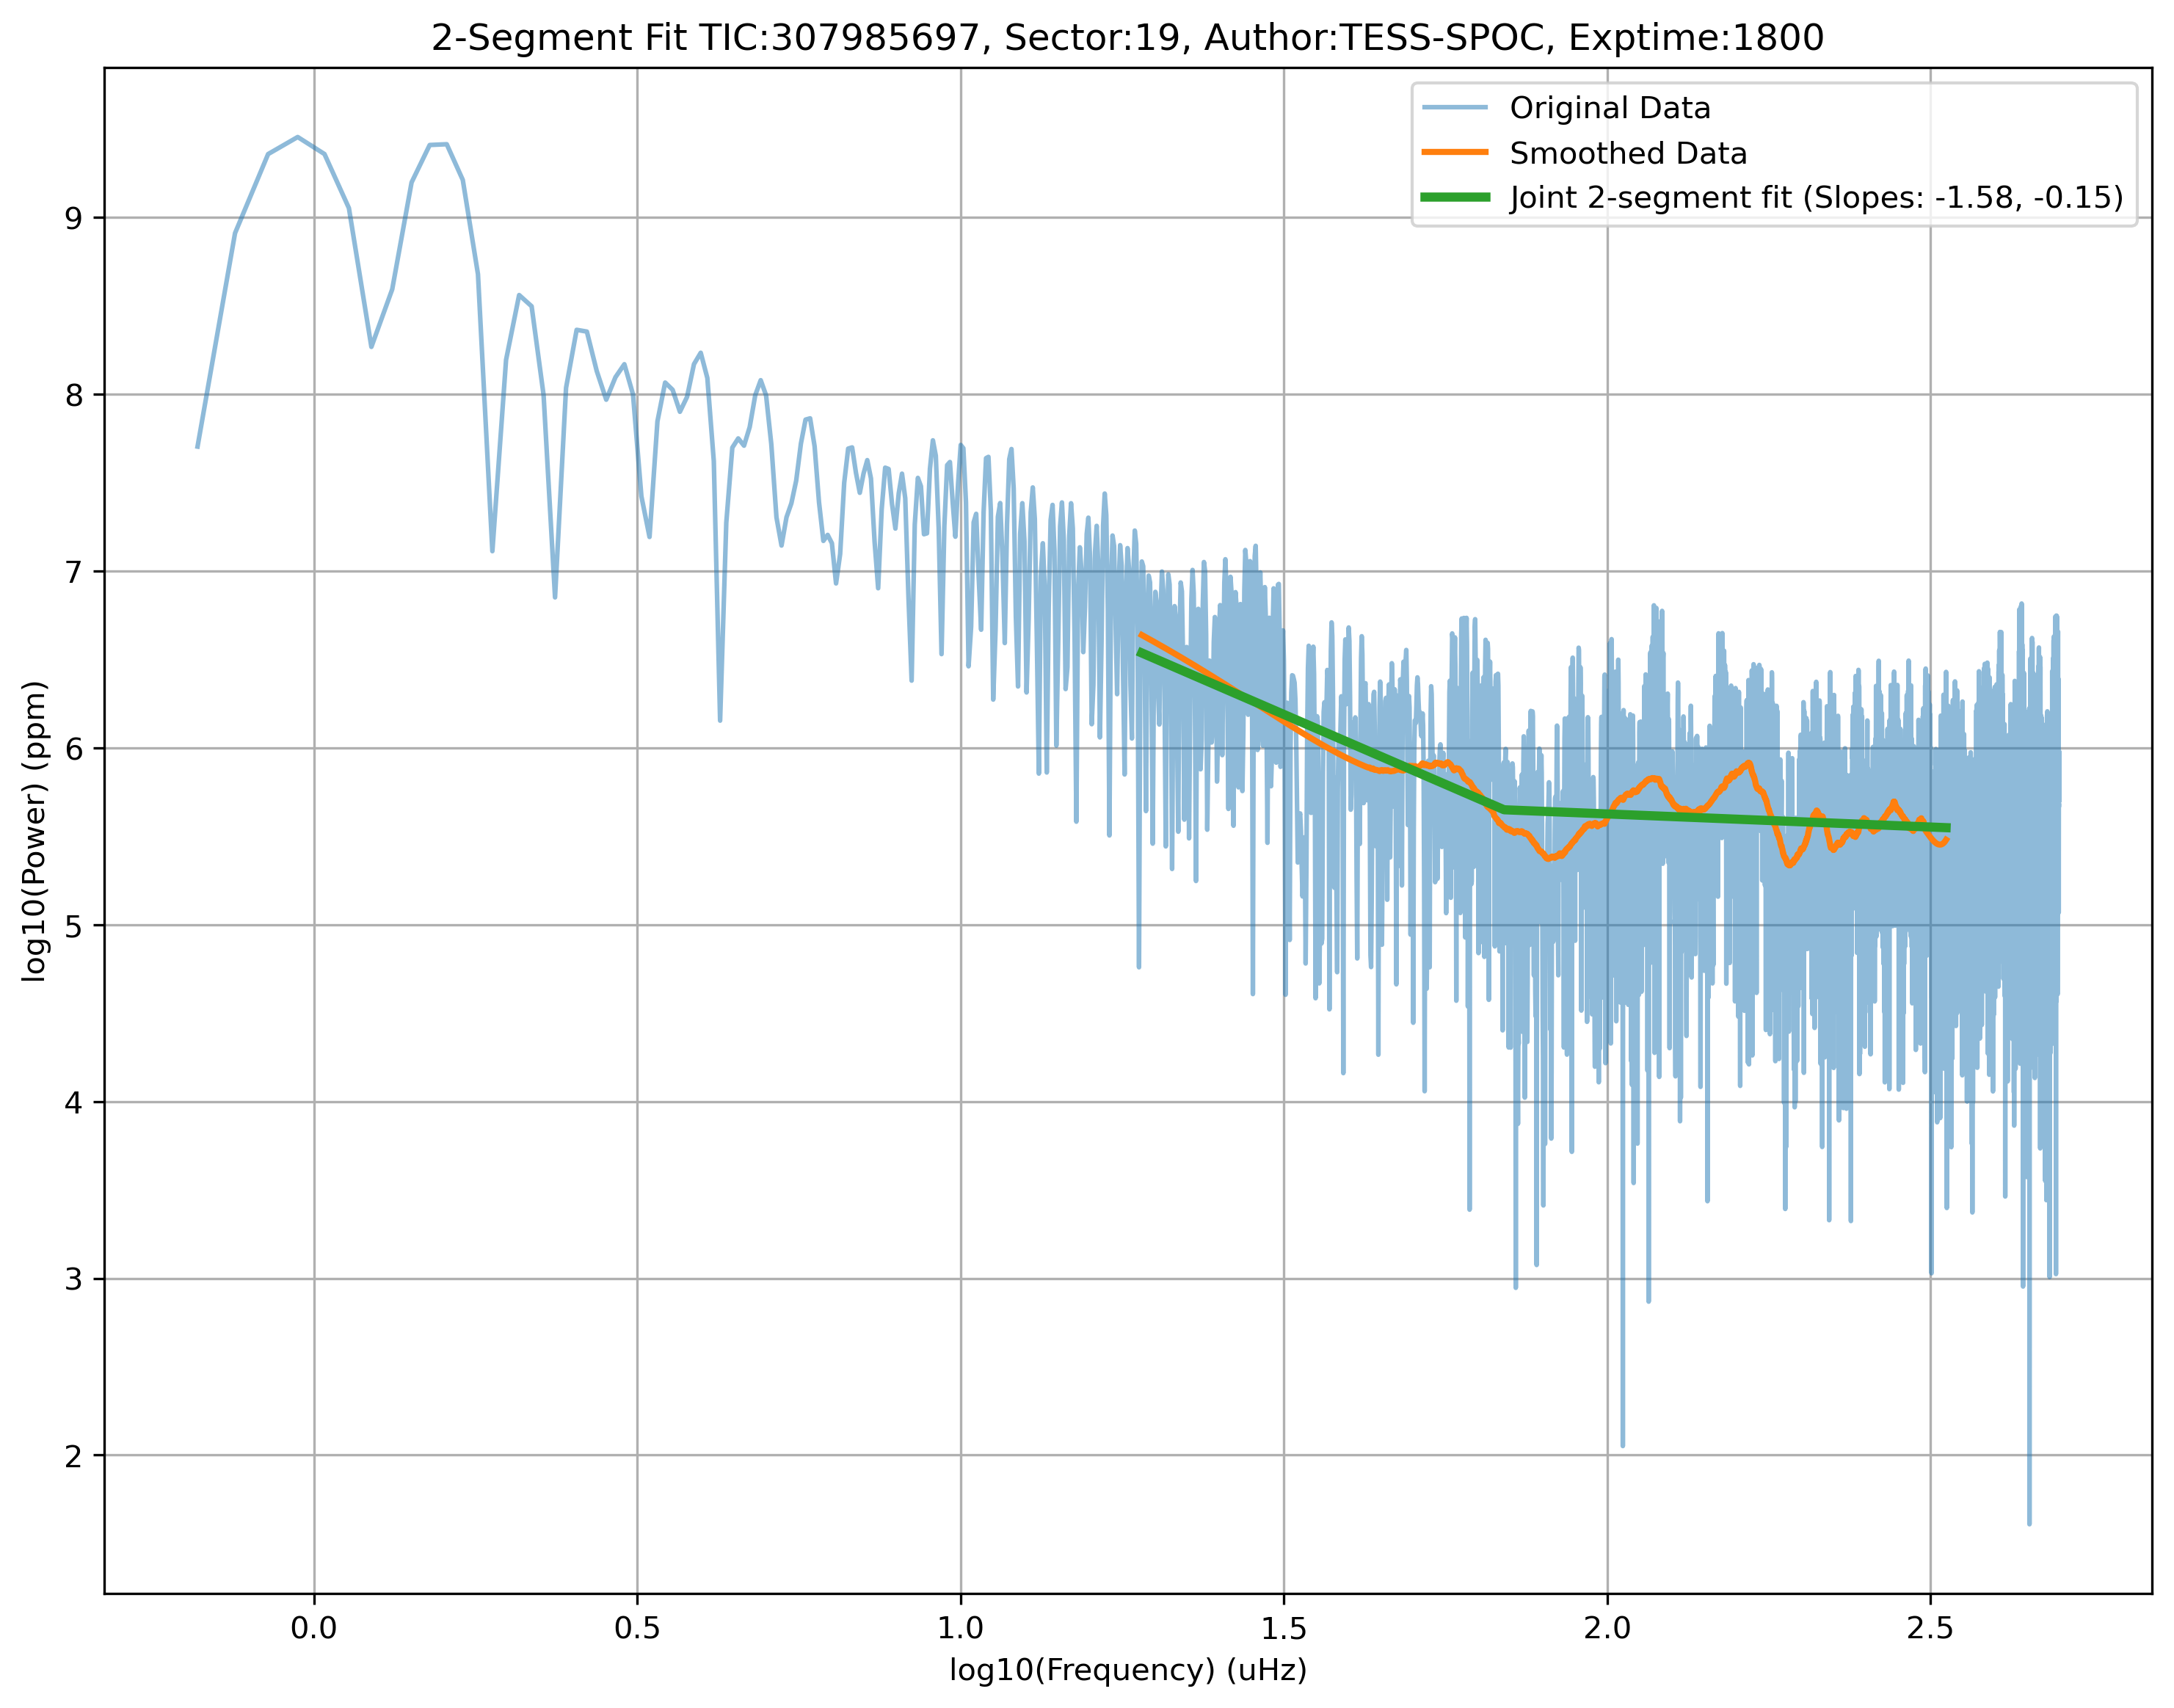 2-Segment Fit TIC:307985697, Sector:19, Author:TESS-SPOC, Exptime:1800
Original Data
Smoothed Data
Joint 2-segment fit (Slopes: -1.58, -0.15)
log10(Power) (ppm)
9
8
7
6
5
4
3
2
0.0 0.5 1.0 1.5 2.0 2.5
log10(Frequency) (uHz)